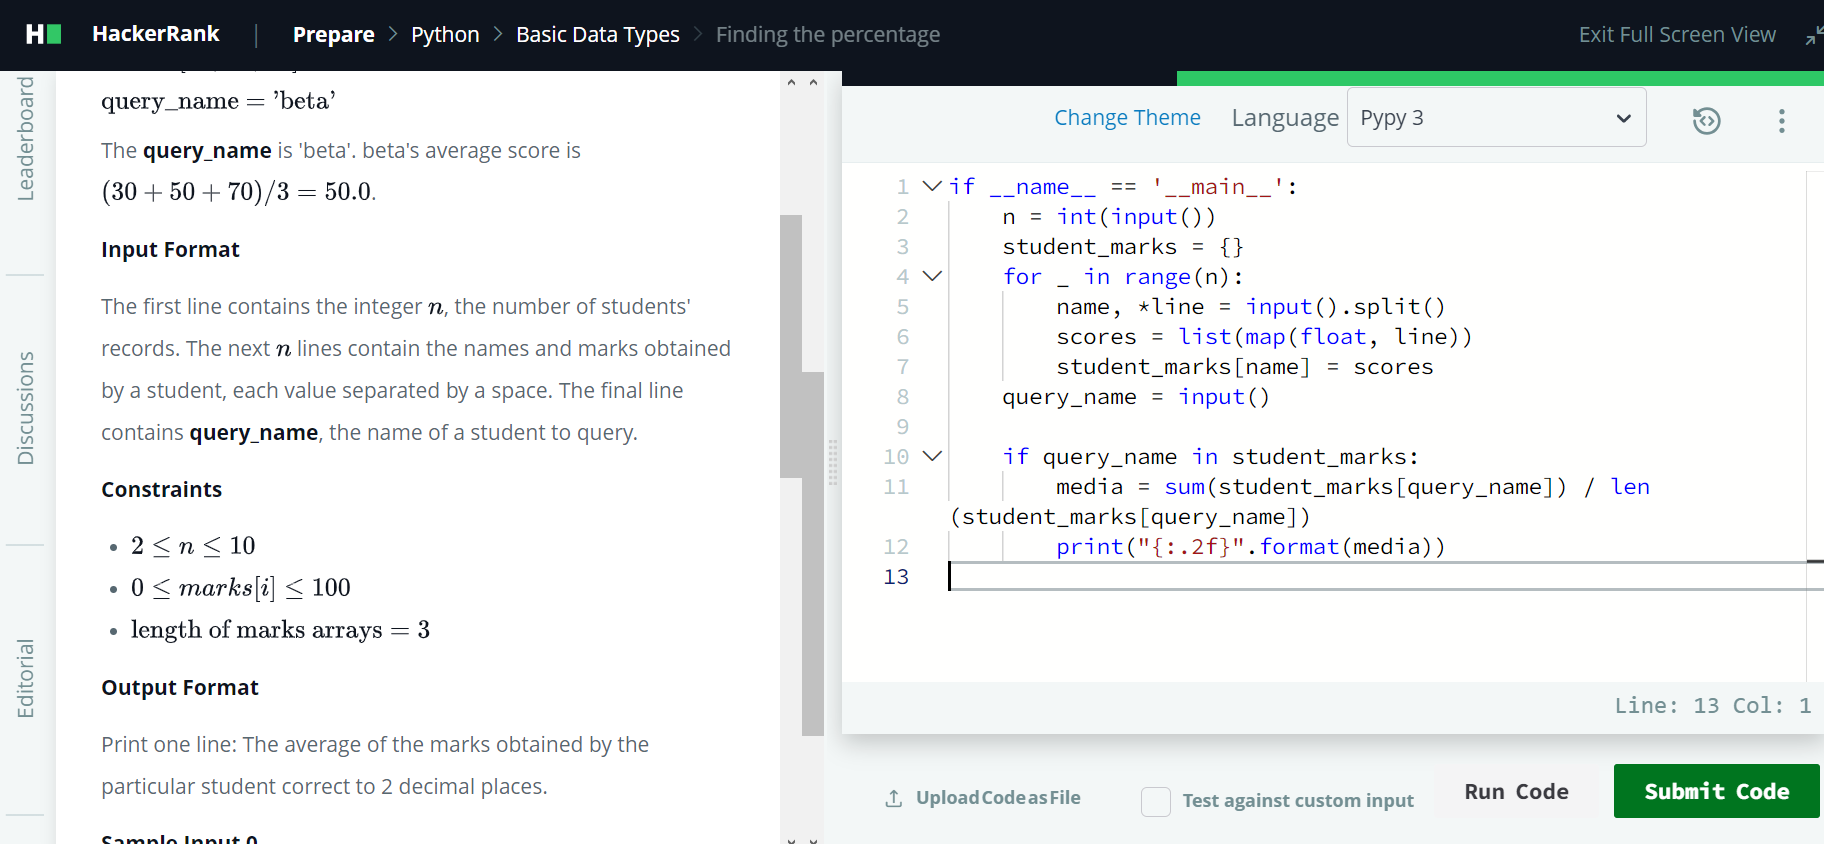 HackerRank | Prepare > Python > Basic Data Types > Finding the percentage Exit Full Screen View
Leaderboard
Discussions
Editorial
query_name = ’beta’
The query_name is 'beta'. beta's average score is
(30 + 50 + 70)/3 = 50.0.
Input Format
The first line contains the integer n, the number of students'
records. The next n lines contain the names and marks obtained
by a student, each value separated by a space. The final line
contains query_name, the name of a student to query.
Constraints
• 2 ≤ n ≤ 10
• 0 ≤ marks[i] ≤ 100
• length of marks arrays = 3
Output Format
Print one line: The average of the marks obtained by the
particular student correct to 2 decimal places.
Sample Input 0
Change Theme Language Pypy 3
1 if __name__ == '__main__':
2 n = int(input())
3 student_marks = {}
4 for _ in range(n):
5 name, *line = input().split()
6 scores = list(map(float, line))
7 student_marks[name] = scores
8 query_name = input()
9
10 if query_name in student_marks:
11 media = sum(student_marks[query_name]) / len
(student_marks[query_name])
12 print("{:.2f}".format(media))
13
Line: 13 Col: 1
Upload Code as File Test against custom input Run Code Submit Code